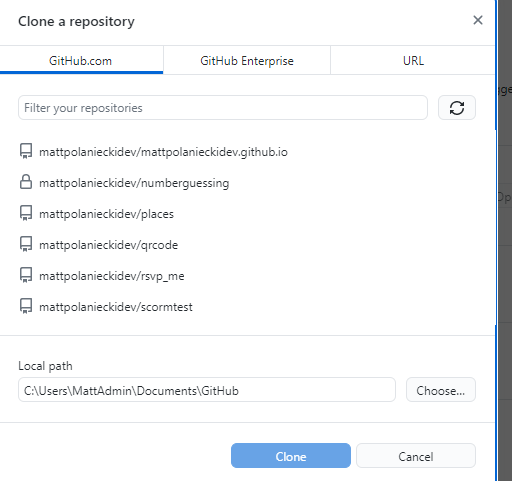 Clone a repository
GitHub.com
GitHub Enterprise
URL
Filter your repositories
mattpolanieckidev/mattpolanieckidev.github.io
mattpolanieckidev/numberguessing
mattpolanieckidev/places
mattpolanieckidev/qrcode
mattpolanieckidev/rsvp_me
mattpolanieckidev/scormtest
Local path
C:\Users\MattAdmin\Documents\GitHub
Choose...
Clone
Cancel